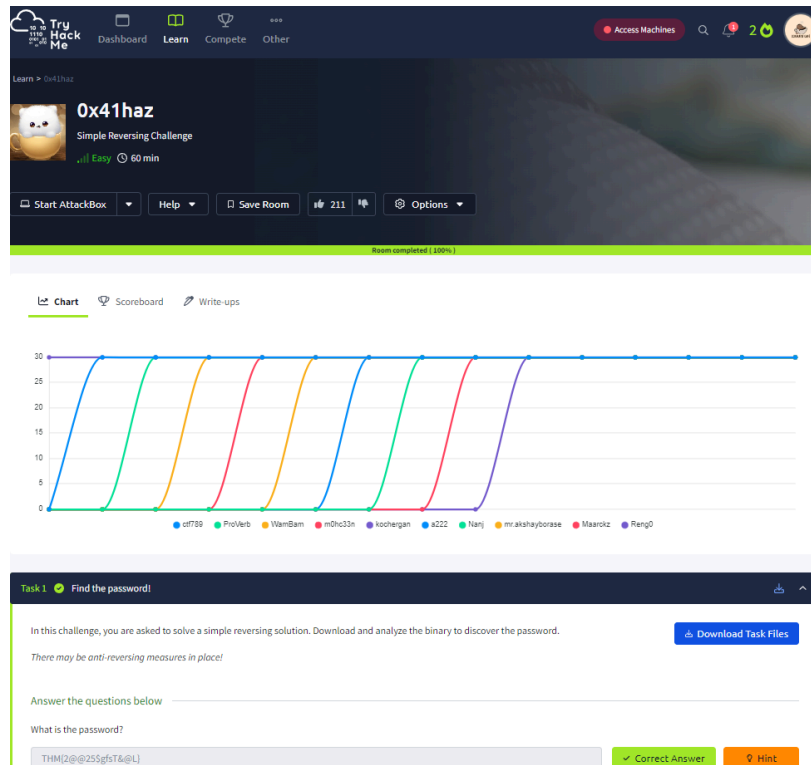 Try
Hack
Me
Dashboard
Learn
Compete
Other
Access Machines
2
Learn > 0x41haz
0x41haz
Simple Reversing Challenge
Easy 60 min
Start AttackBox
Help
Save Room
211
Options
Room completed ( 100% )
Chart
Scoreboard
Write-ups
30
25
20
15
10
5
0
ctf789 ProVerb WamBam m0hc33n kochergan a222 Nanj mr.akshayborase Maarckz Reng0
Task 1 Find the password!
In this challenge, you are asked to solve a simple reversing solution. Download and analyze the binary to discover the password.
Download Task Files
There may be anti-reversing measures in place!
Answer the questions below
What is the password?
THM{2@@25$gfsT&@L}
Correct Answer
Hint